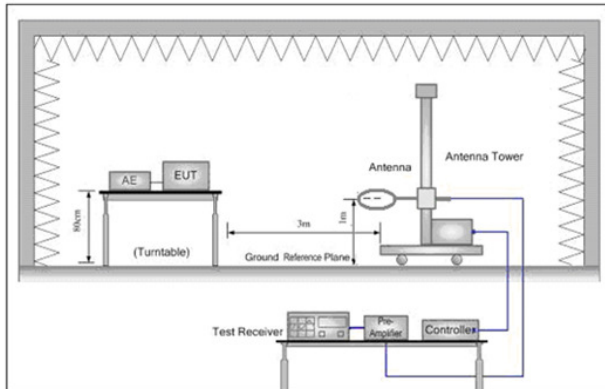 AE
EUT
Antenna
Antenna Tower
80cm
(Turntable)
3m
1m
Ground Reference Plane
Test Receiver
Pre-
Amplifier
Controller